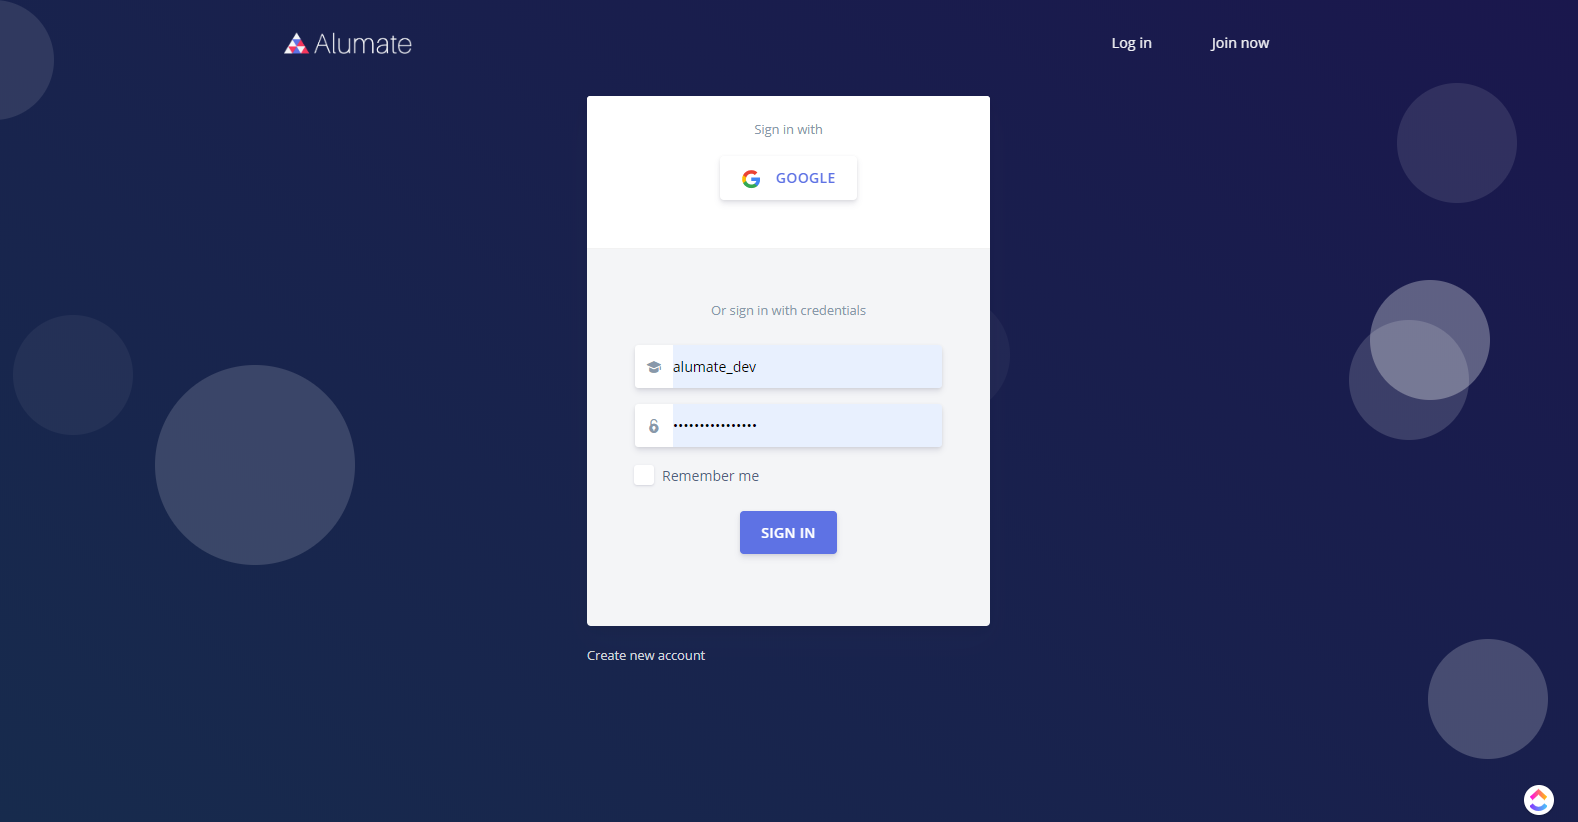 Alumate
Log in
Join now
Sign in with
GOOGLE
Or sign in with credentials
alumate_dev
••••••••••••••••
Remember me
SIGN IN
Create new account